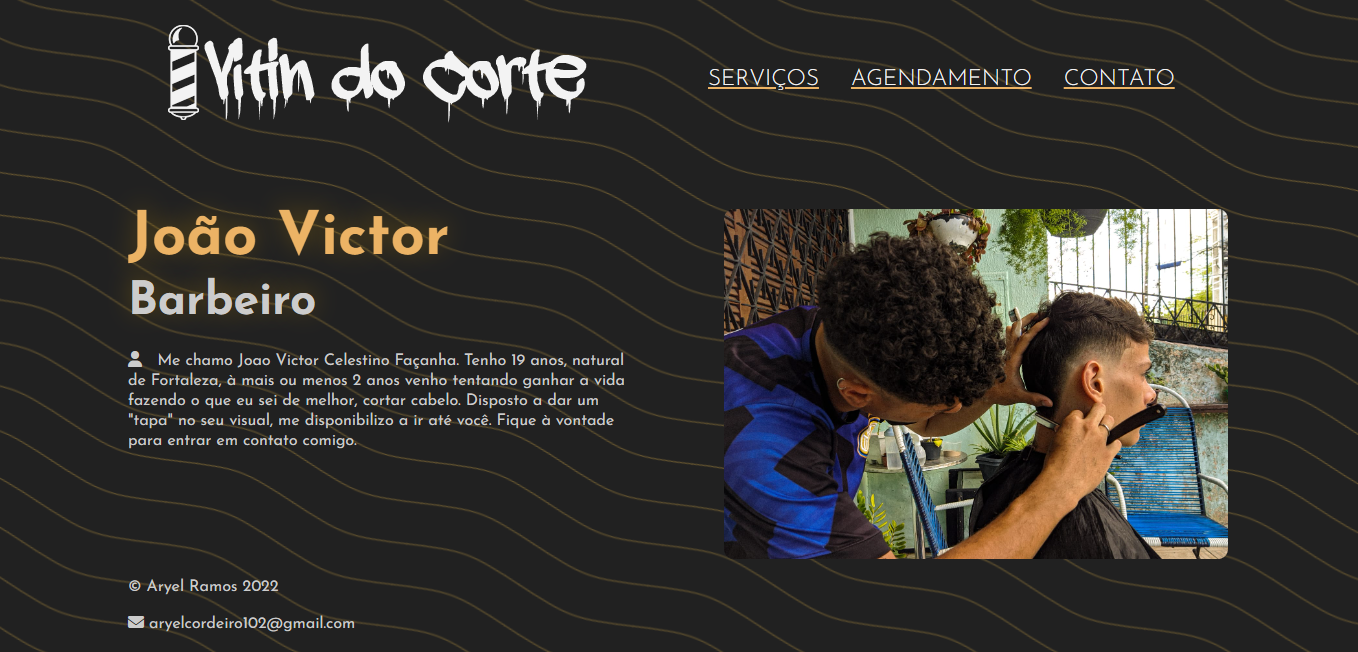 Vitin do corte
SERVIÇOS AGENDAMENTO CONTATO
João Victor
Barbeiro
Me chamo Joao Victor Celestino Façanha. Tenho 19 anos, natural
de Fortaleza, à mais ou menos 2 anos venho tentando ganhar a vida
fazendo o que eu sei de melhor, cortar cabelo. Disposto a dar um
"tapa" no seu visual, me disponibilizo a ir até você. Fique à vontade
para entrar em contato comigo.
© Aryel Ramos 2022
aryelcordeiro102@gmail.com